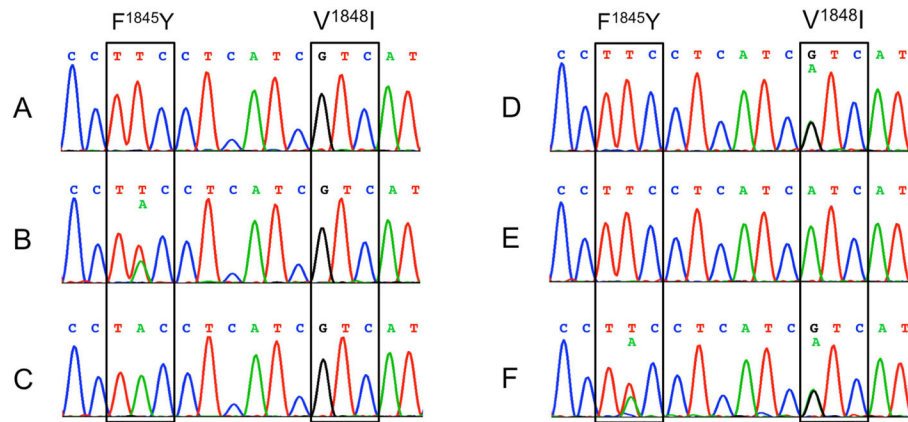 F¹⁸⁴⁵Y V¹⁸⁴⁸I
A
C C T T C C T C A T C G T C A T
B
C C T T C C T C A T C G T C A T
A
C
C C T A C C T C A T C G T C A T
F¹⁸⁴⁵Y V¹⁸⁴⁸I
D
C C T T C C T C A T C G T C A T
A
E
C C T T C C T C A T C A T C A T
F
C C T T C C T C A T C G T C A T
A A